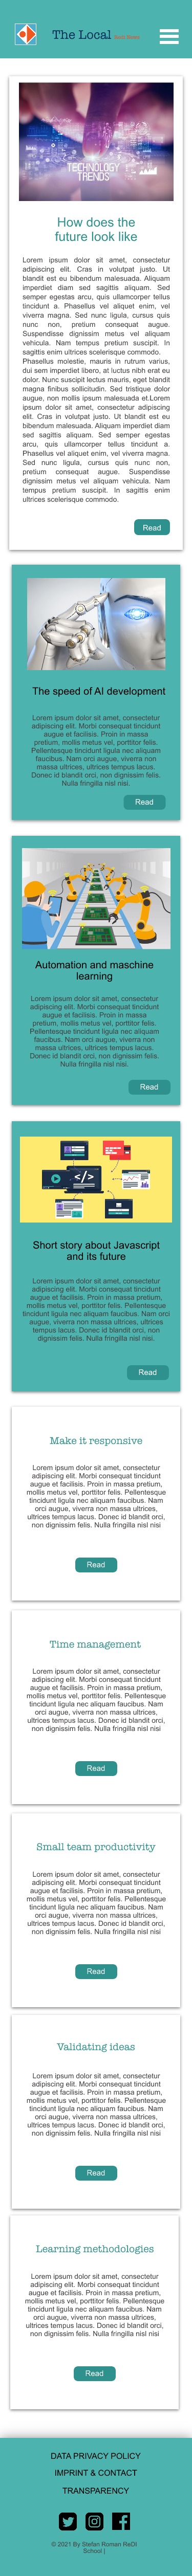 The Local
TECHNOLOGY
TRENDS
How does the
future look like
Lorem ipsum dolor sit amet, consectetur
adipiscing elit. Cras in volutpat justo. Ut
blandit est eu bibendum malesuada. Aliquam
imperdiet diam sed sagittis aliquam. Sed
semper egestas arcu, quis ullamcorper tellus
tincidunt a. Phasellus vel aliquet enim, vel
viverra magna. Sed nunc ligula, cursus quis
nunc non, pretium consequat augue.
Suspendisse dignissim metus vel aliquam
vehicula. Nam tempus pretium suscipit. In
sagittis enim ultrices scelerisque commodo.
Phasellus molestie, mauris in rutrum varius,
dui sem imperdiet libero, at luctus nibh erat eu
dolor. Nunc suscipit lectus mauris, eget blandit
magna finibus sollicitudin. Sed tristique dolor
augue, non mollis ipsum malesuada et.Lorem
ipsum dolor sit amet, consectetur adipiscing
elit. Cras in volutpat justo. Ut blandit est eu
bibendum malesuada. Aliquam imperdiet diam
sed sagittis aliquam. Sed semper egestas
arcu, quis ullamcorper tellus tincidunt a.
Phasellus vel aliquet enim, vel viverra magna.
Sed nunc ligula, cursus quis nunc non,
pretium consequat augue. Suspendisse
dignissim metus vel aliquam vehicula. Nam
tempus pretium suscipit. In sagittis enim
ultrices scelerisque commodo.
Read
The speed of AI development
Lorem ipsum dolor sit amet, consectetur
adipiscing elit. Morbi consequat tincidunt
augue et facilisis. Proin in massa
pretium, mollis metus vel, porttitor felis.
Pellentesque tincidunt ligula nec aliquam
faucibus. Nam orci augue, viverra non
massa ultrices, ultrices tempus lacus.
Donec id blandit orci, non dignissim felis.
Nulla fringilla nisl nisi.
Read
Automation and maschine
learning
Lorem ipsum dolor sit amet, consectetur
adipiscing elit. Morbi consequat tincidunt
augue et facilisis. Proin in massa
pretium, mollis metus vel, porttitor felis.
Pellentesque tincidunt ligula nec aliquam
faucibus. Nam orci augue, viverra non
massa ultrices, ultrices tempus lacus.
Donec id blandit orci, non dignissim felis.
Nulla fringilla nisl nisi.
Read
</>
Short story about Javascript
and its future
Lorem ipsum dolor sit amet, consectetur
adipiscing elit. Morbi consequat tincidunt
augue et facilisis. Proin in massa pretium,
mollis metus vel, porttitor felis. Pellentesque
tincidunt ligula nec aliquam faucibus. Nam orci
augue, viverra non massa ultrices, ultrices
tempus lacus. Donec id blandit orci, non
dignissim felis. Nulla fringilla nisl nisi.
Read
Make it responsive
Lorem ipsum dolor sit amet, consectetur
adipiscing elit. Morbi consequat tincidunt
augue et facilisis. Proin in massa pretium,
mollis metus vel, porttitor felis. Pellentesque
tincidunt ligula nec aliquam faucibus. Nam
orci augue, viverra non massa ultrices,
ultrices tempus lacus. Donec id blandit orci,
non dignissim felis. Nulla fringilla nisl nisi
Read
Time management
Lorem ipsum dolor sit amet, consectetur
adipiscing elit. Morbi consequat tincidunt
augue et facilisis. Proin in massa pretium,
mollis metus vel, porttitor felis. Pellentesque
tincidunt ligula nec aliquam faucibus. Nam
orci augue, viverra non massa ultrices,
ultrices tempus lacus. Donec id blandit orci,
non dignissim felis. Nulla fringilla nisl nisi
Read
Small team productivity
Lorem ipsum dolor sit amet, consectetur
adipiscing elit. Morbi consequat tincidunt
augue et facilisis. Proin in massa pretium,
mollis metus vel, porttitor felis. Pellentesque
tincidunt ligula nec aliquam faucibus. Nam
orci augue, viverra non massa ultrices,
ultrices tempus lacus. Donec id blandit orci,
non dignissim felis. Nulla fringilla nisl nisi
Read
Validating ideas
Lorem ipsum dolor sit amet, consectetur
adipiscing elit. Morbi consequat tincidunt
augue et facilisis. Proin in massa pretium,
mollis metus vel, porttitor felis. Pellentesque
tincidunt ligula nec aliquam faucibus. Nam
orci augue, viverra non massa ultrices,
ultrices tempus lacus. Donec id blandit orci,
non dignissim felis. Nulla fringilla nisl nisi
Read
Learning methodologies
Lorem ipsum dolor sit amet, consectetur
adipiscing elit. Morbi consequat tincidunt
augue et facilisis. Proin in massa pretium,
mollis metus vel, porttitor felis. Pellentesque
tincidunt ligula nec aliquam faucibus. Nam
orci augue, viverra non massa ultrices,
ultrices tempus lacus. Donec id blandit orci,
non dignissim felis. Nulla fringilla nisl nisi
Read
DATA PRIVACY POLICY
IMPRINT & CONTACT
TRANSPARENCY
© 2021 By Stefan Roman ReDI
School |